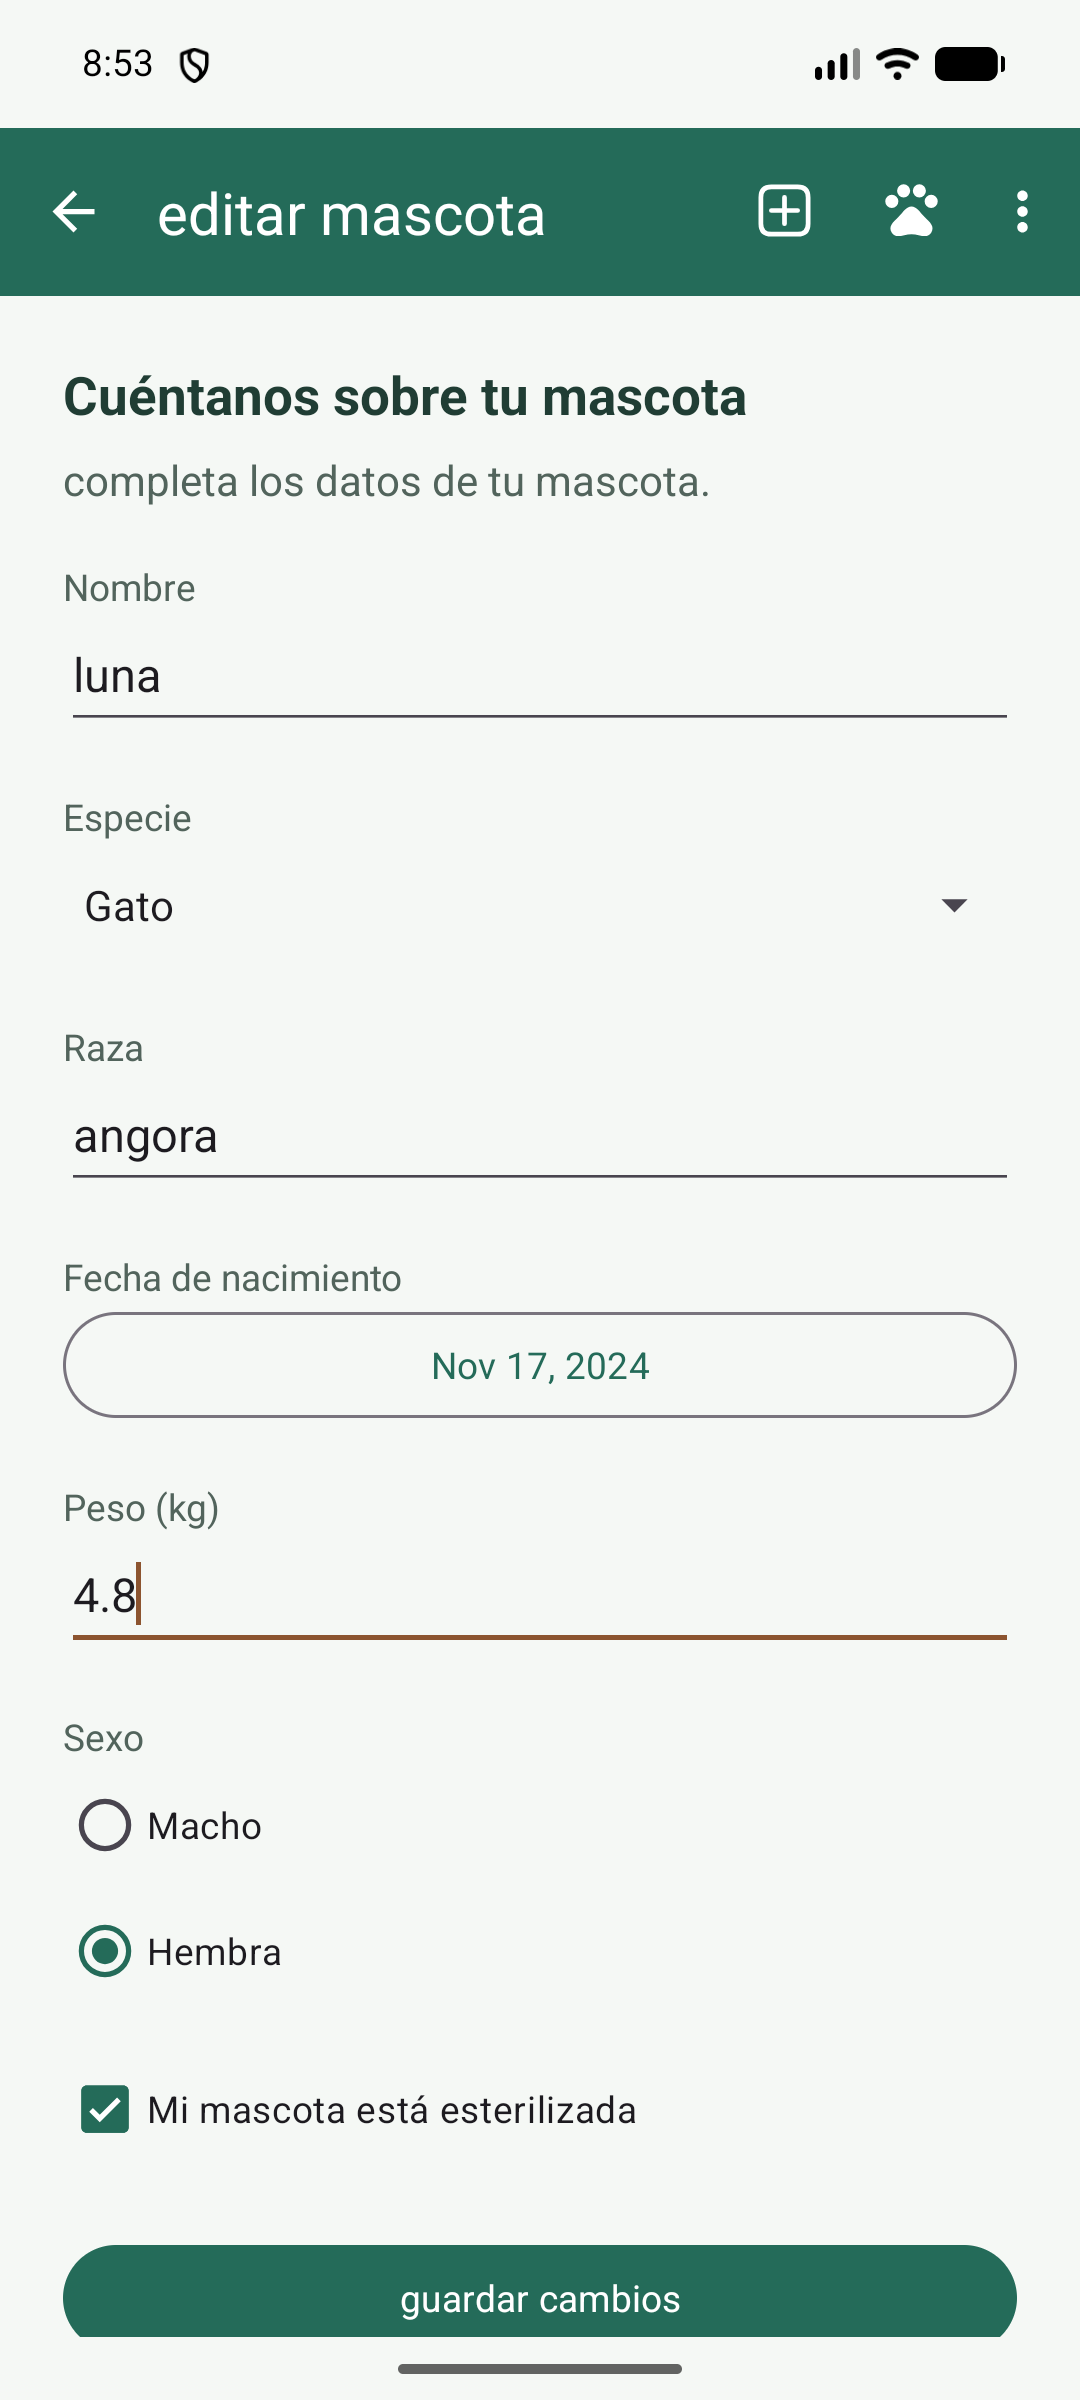 8:53
editar mascota
Cuéntanos sobre tu mascota
completa los datos de tu mascota.
Nombre
luna
Especie
Gato
Raza
angora
Fecha de nacimiento
Nov 17, 2024
Peso (kg)
4.8
Sexo
Macho
Hembra
Mi mascota está esterilizada
guardar cambios